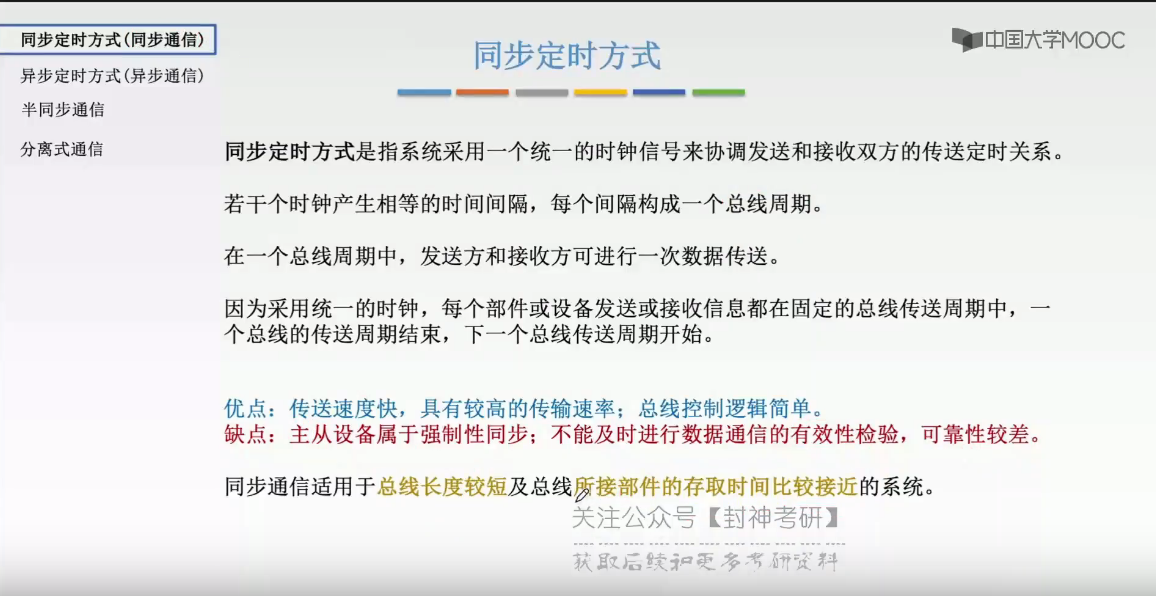 同步定时方式(同步通信)
异步定时方式(异步通信)
半同步通信
分离式通信
同步定时方式
中国大学MOOC
同步定时方式是指系统采用一个统一的时钟信号来协调发送和接收双方的传送定时关系。
若干个时钟产生相等的时间间隔，每个间隔构成一个总线周期。
在一个总线周期中，发送方和接收方可进行一次数据传送。
因为采用统一的时钟，每个部件或设备发送或接收信息都在固定的总线传送周期中，一
个总线的传送周期结束，下一个总线传送周期开始。
优点：传送速度快，具有较高的传输速率；总线控制逻辑简单。
缺点：主从设备属于强制性同步；不能及时进行数据通信的有效性检验，可靠性较差。
同步通信适用于总线长度较短及总线所接部件的存取时间比较接近的系统。
关注公众号【封神考研】
获取后续和更多考研资料